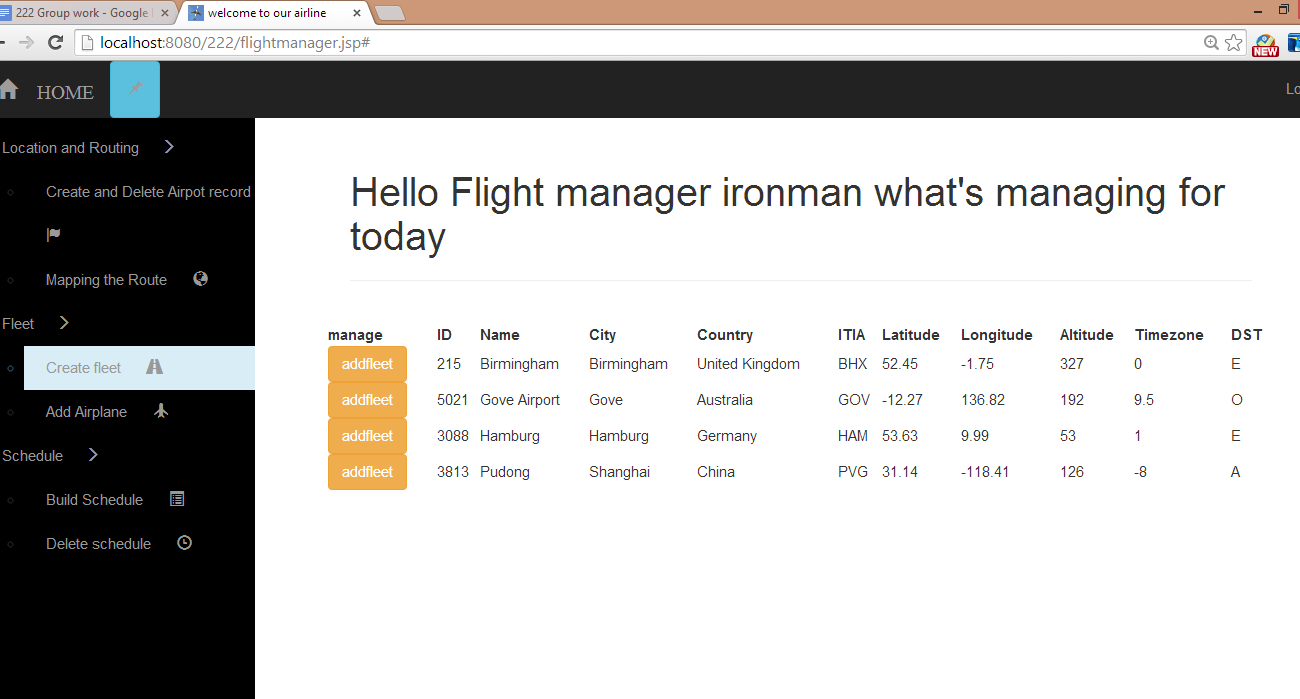 222 Group work - Google
welcome to our airline
localhost:8080/222/flightmanager.jsp#
NEW
HOME
Location and Routing
Create and Delete Airpot record
Mapping the Route
Fleet
Create fleet
Add Airplane
Schedule
Build Schedule
Delete schedule
Hello Flight manager ironman what's managing for
today
manage ID Name City Country ITIA Latitude Longitude Altitude Timezone DST
addfleet 215 Birmingham Birmingham United Kingdom BHX 52.45 -1.75 327 0 E
addfleet 5021 Gove Airport Gove Australia GOV -12.27 136.82 192 9.5 O
addfleet 3088 Hamburg Hamburg Germany HAM 53.63 9.99 53 1 E
addfleet 3813 Pudong Shanghai China PVG 31.14 -118.41 126 -8 A